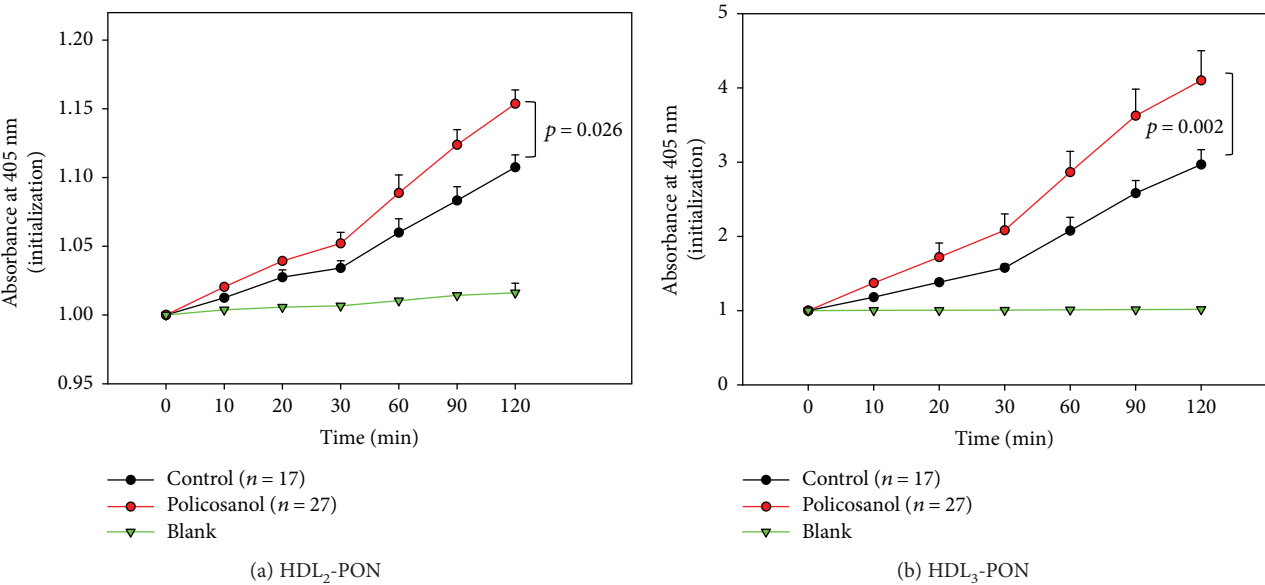 Absorbance at 405 nm
(initialization)
1.20
1.15
1.10
1.05
1.00
0.95
p = 0.026
0 10 20 30 60 90 120
Time (min)
Control (n = 17)
Policosanol (n = 27)
Blank
(a) HDL₂-PON
Absorbance at 405 nm
(initialization)
5
4
3
2
1
0
p = 0.002
0 10 20 30 60 90 120
Time (min)
Control (n = 17)
Policosanol (n = 27)
Blank
(b) HDL₃-PON